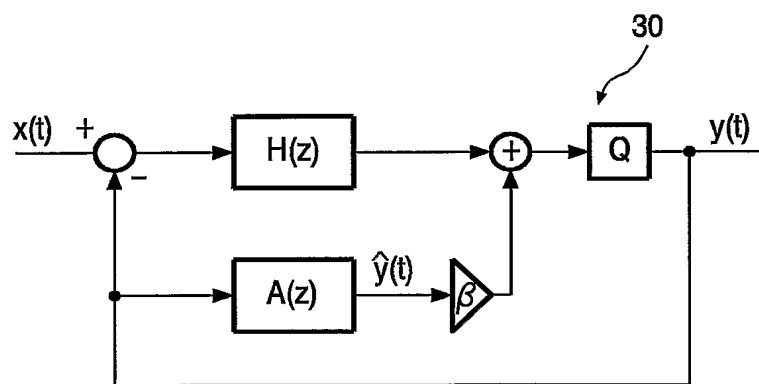 30
x(t) +
H(z)
+
Q
y(t)
−
A(z)
ŷ(t)
β